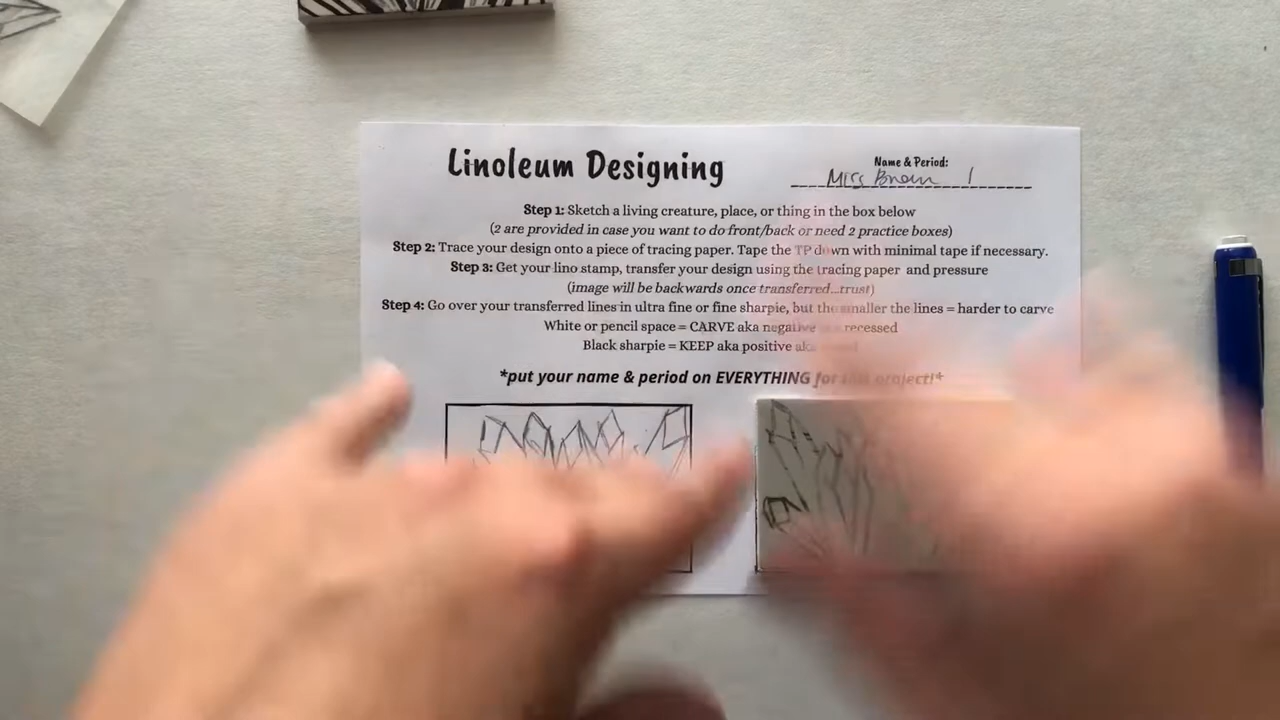 Linoleum Designing
Name & Period:
Miss Brown 1
Step 1: Sketch a living creature, place, or thing in the box below
(2 are provided in case you want to do front/back or need 2 practice boxes)
Step 2: Trace your design onto a piece of tracing paper. Tape the TP down with minimal tape if necessary.
Step 3: Get your lino stamp, transfer your design using the tracing paper and pressure
(image will be backwards once transferred...trust)
Step 4: Go over your transferred lines in ultra fine or fine sharpie, but the smaller the lines = harder to carve
White or pencil space = CARVE aka negative recessed
Black sharpie = KEEP aka positive
*put your name & period on EVERYTHING for this project!*